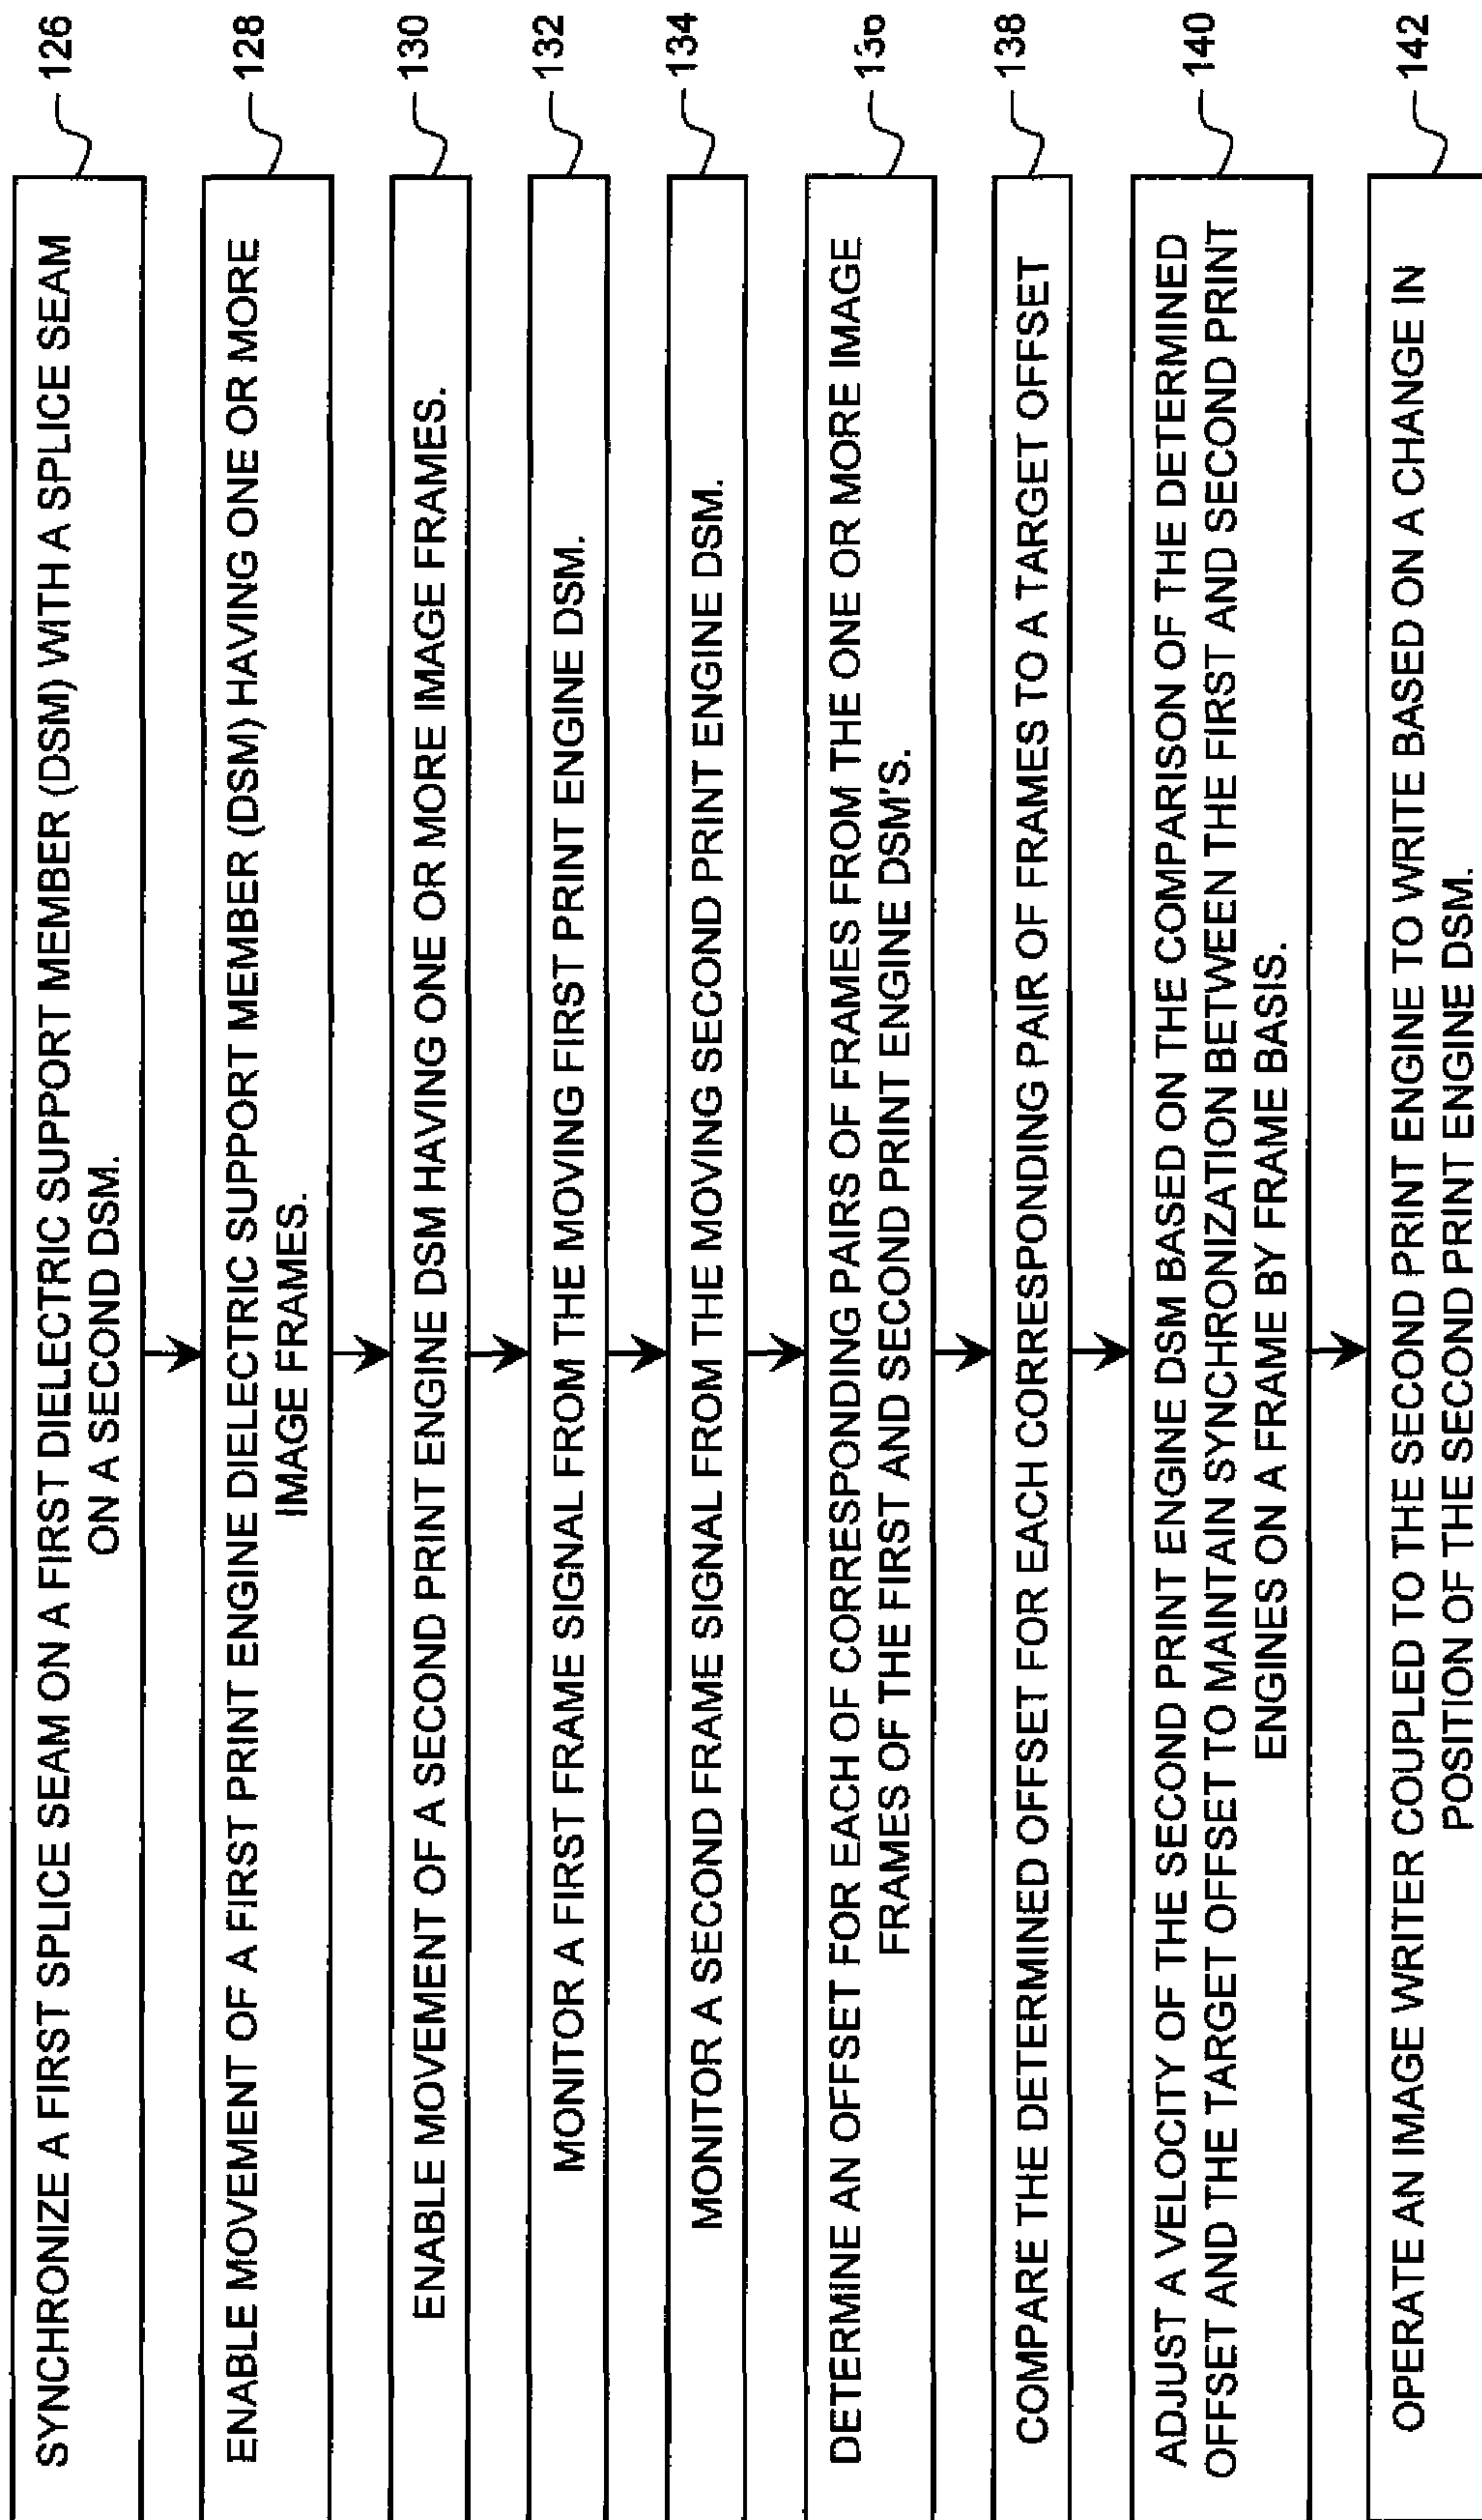 SYNCHRONIZE A FIRST SPLICE SEAM ON A FIRST DIELECTRIC SUPPORT MEMBER (DSM) WITH A SPLICE SEAM
ON A SECOND DSM.
126
ENABLE MOVEMENT OF A FIRST PRINT ENGINE DIELECTRIC SUPPORT MEMBER (DSM) HAVING ONE OR MORE
IMAGE FRAMES.
128
ENABLE MOVEMENT OF A SECOND PRINT ENGINE DSM HAVING ONE OR MORE IMAGE FRAMES.
130
MONITOR A FIRST FRAME SIGNAL FROM THE MOVING FIRST PRINT ENGINE DSM.
132
MONITOR A SECOND FRAME SIGNAL FROM THE MOVING SECOND PRINT ENGINE DSM.
134
DETERMINE AN OFFSET FOR EACH OF CORRESPONDING PAIRS OF FRAMES FROM THE ONE OR MORE IMAGE
FRAMES OF THE FIRST AND SECOND PRINT ENGINE DSM'S.
136
COMPARE THE DETERMINED OFFSET FOR EACH CORRESPONDING PAIR OF FRAMES TO A TARGET OFFSET
138
ADJUST A VELOCITY OF THE SECOND PRINT ENGINE DSM BASED ON THE COMPARISON OF THE DETERMINED
OFFSET AND THE TARGET OFFSET TO MAINTAIN SYNCHRONIZATION BETWEEN THE FIRST AND SECOND PRINT
ENGINES ON A FRAME BY FRAME BASIS.
140
OPERATE AN IMAGE WRITER COUPLED TO THE SECOND PRINT ENGINE TO WRITE BASED ON A CHANGE IN
POSITION OF THE SECOND PRINT ENGINE DSM.
142